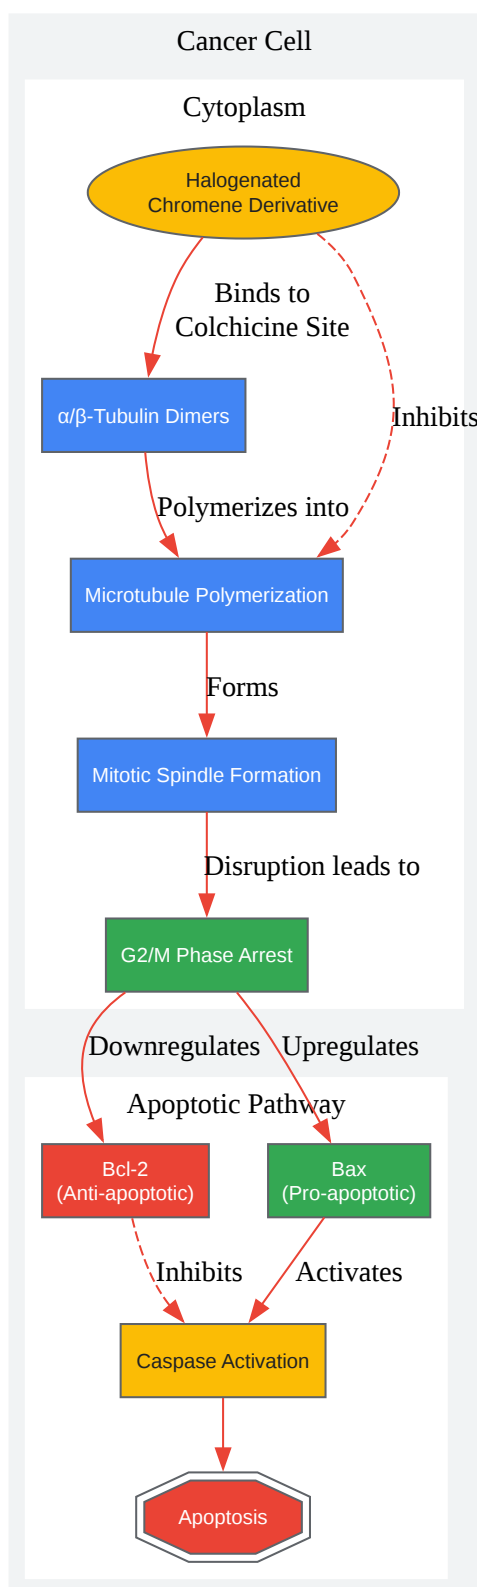 Cancer Cell
Cytoplasm
Halogenated
Chromene Derivative
Binds to
Colchicine Site
α/β-Tubulin Dimers
Inhibits
Polymerizes into
Microtubule Polymerization
Forms
Mitotic Spindle Formation
Disruption leads to
G2/M Phase Arrest
Downregulates
Upregulates
Apoptotic Pathway
Bcl-2
(Anti-apoptotic)
Bax
(Pro-apoptotic)
Inhibits
Activates
Caspase Activation
Apoptosis